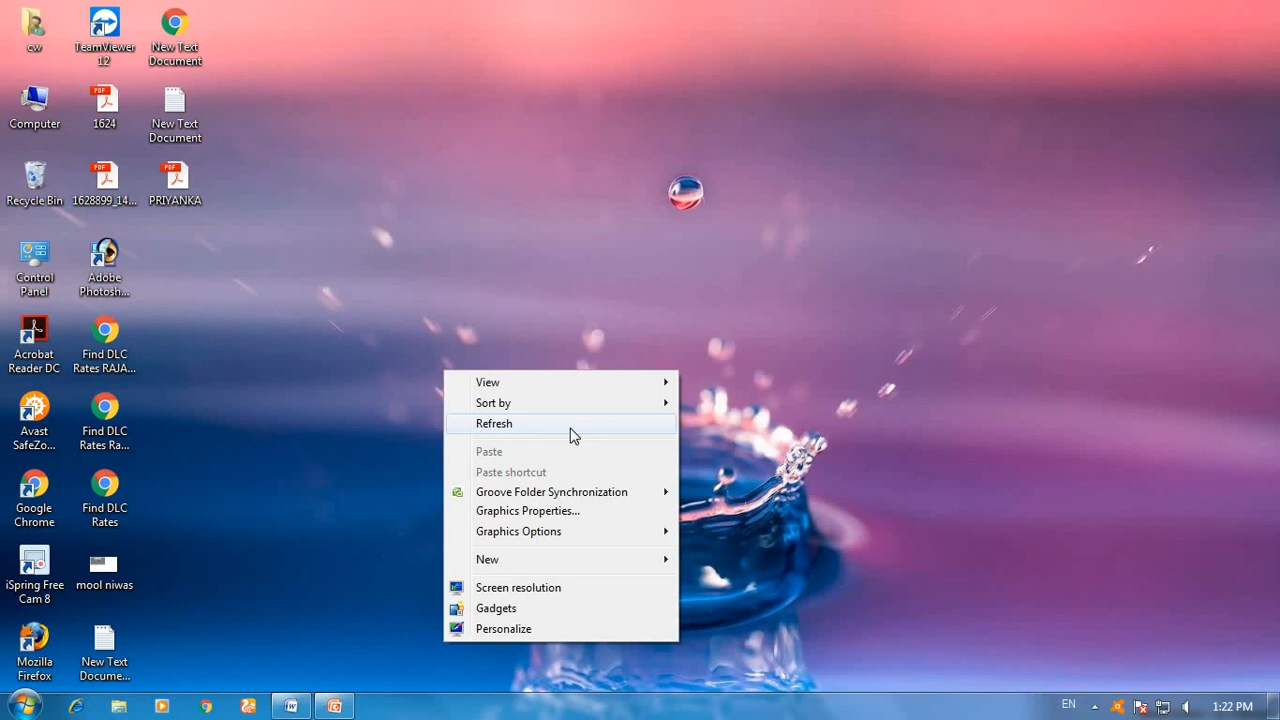 cw
TeamViewer
12
New Text
Document
Computer
1624
New Text
Document
Recycle Bin
1628899_14...
PRIYANKA
Control
Panel
Adobe
Photosh...
Acrobat
Reader DC
Find DLC
Rates RAJA...
Avast
SafeZo...
Find DLC
Rates Ra...
Google
Chrome
Find DLC
Rates
iSpring Free
Cam 8
mool niwas
Mozilla
Firefox
New Text
Docume...
View
Sort by
Refresh
Paste
Paste shortcut
Groove Folder Synchronization
Graphics Properties...
Graphics Options
New
Screen resolution
Gadgets
Personalize
EN
1:22 PM